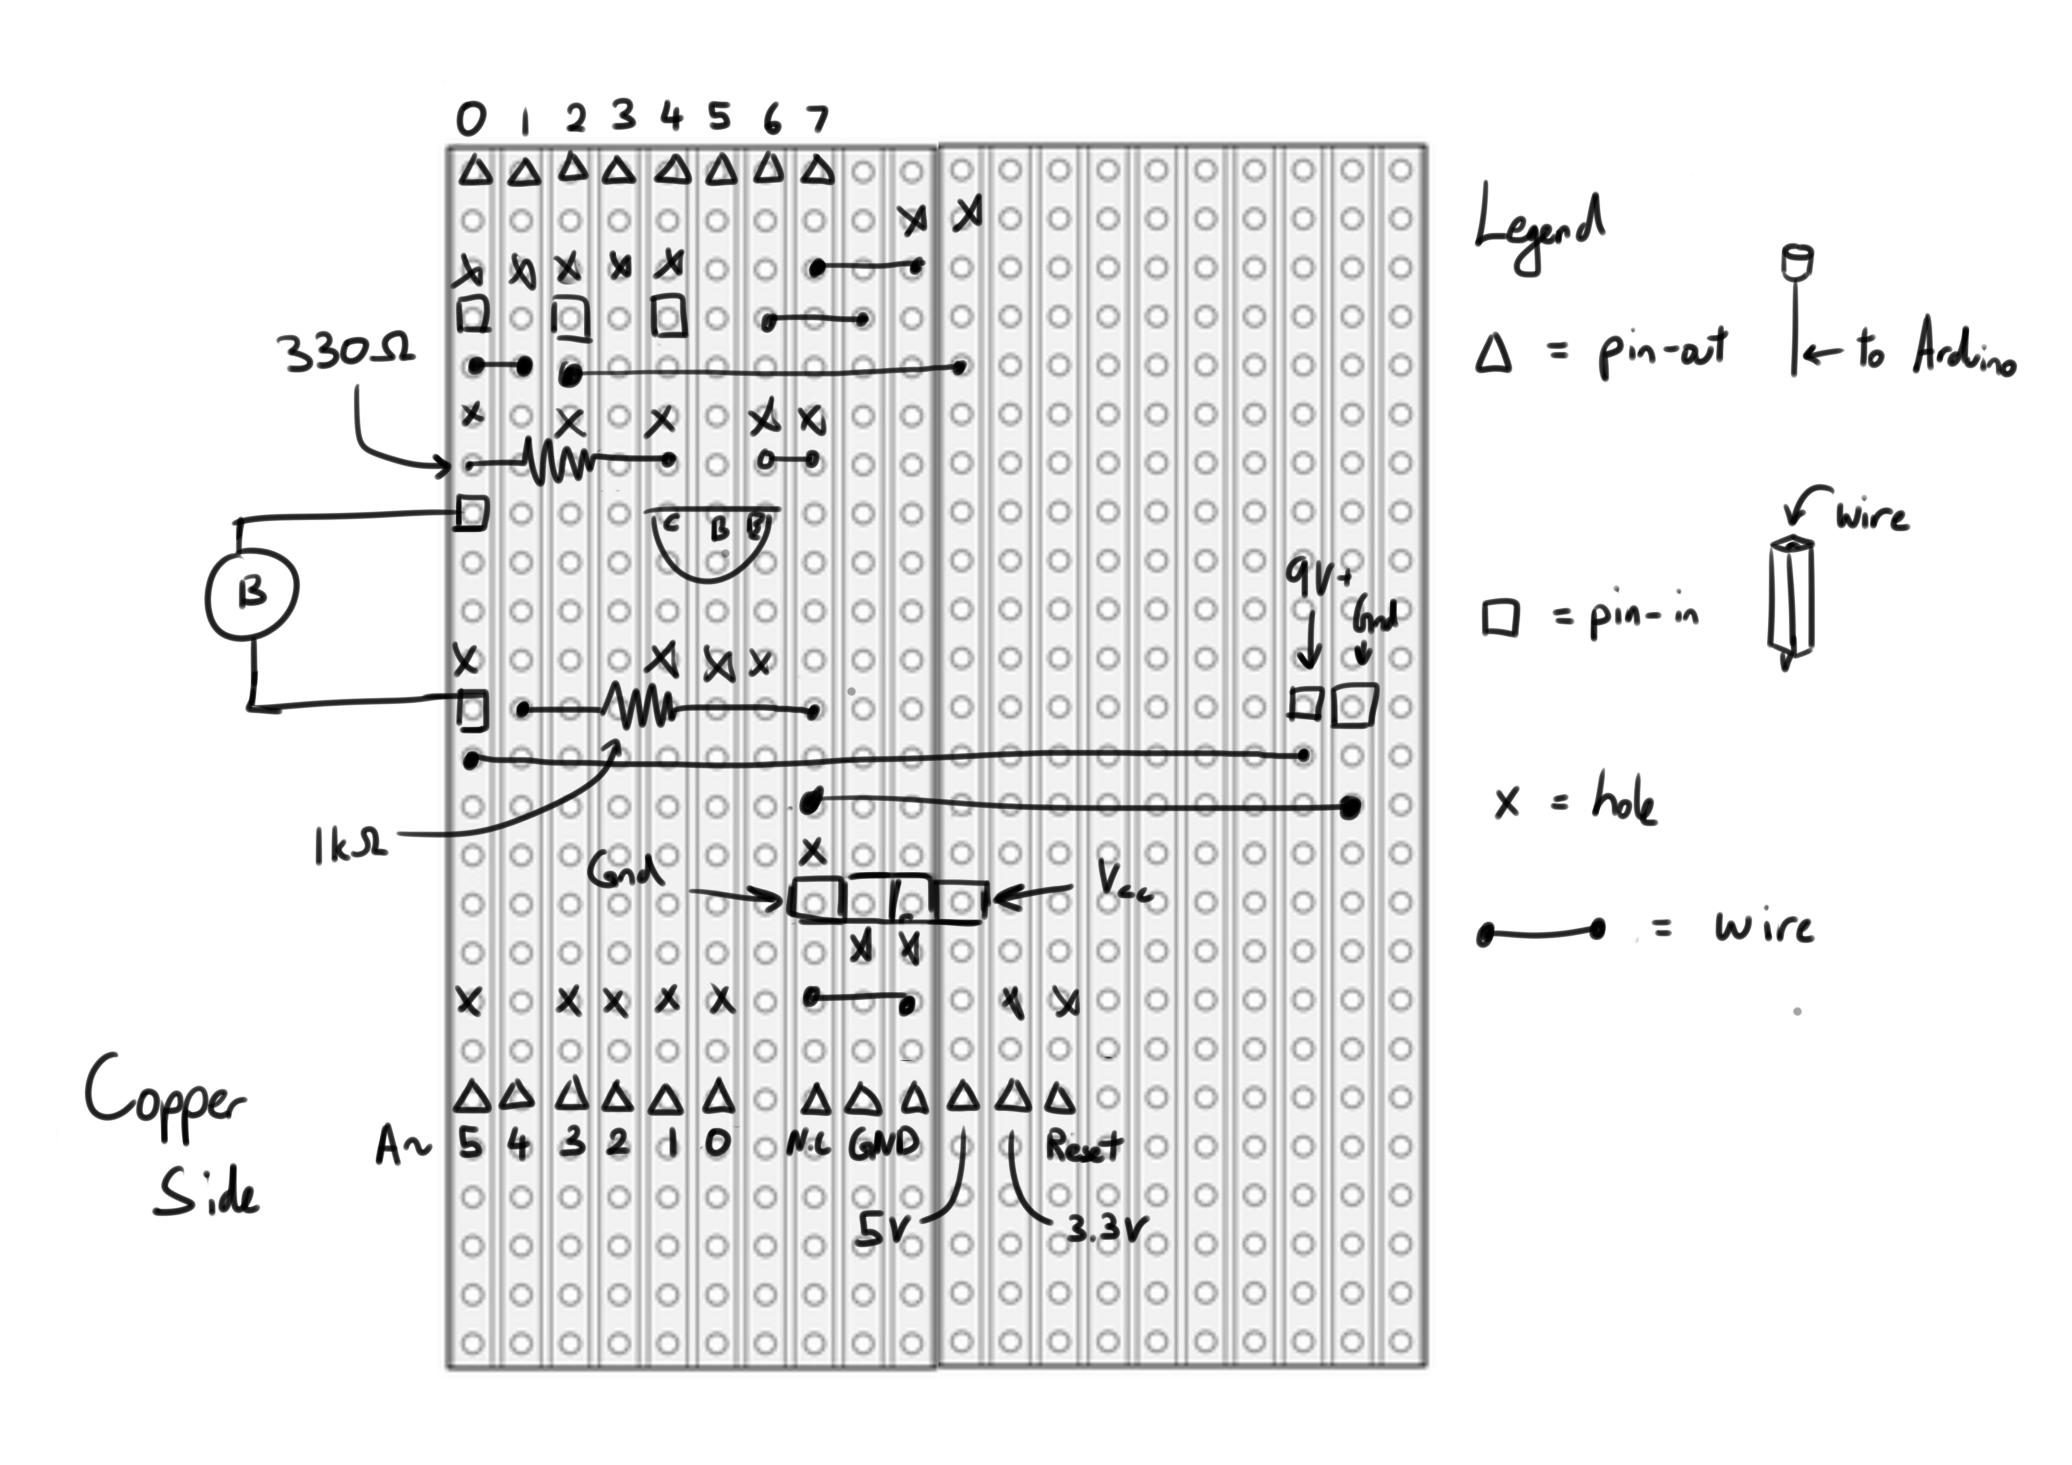 0 1 2 3 4 5 6 7
Legend
330Ω
Δ = pin-out
to Arduino
C B E
B
wire
9V+
Gnd
□ = pin-in
1kΩ
x = hole
Gnd
Vcc
= wire
Copper
Side
A~ 5 4 3 2 1 0 N.C GND Reset
5V
3.3V